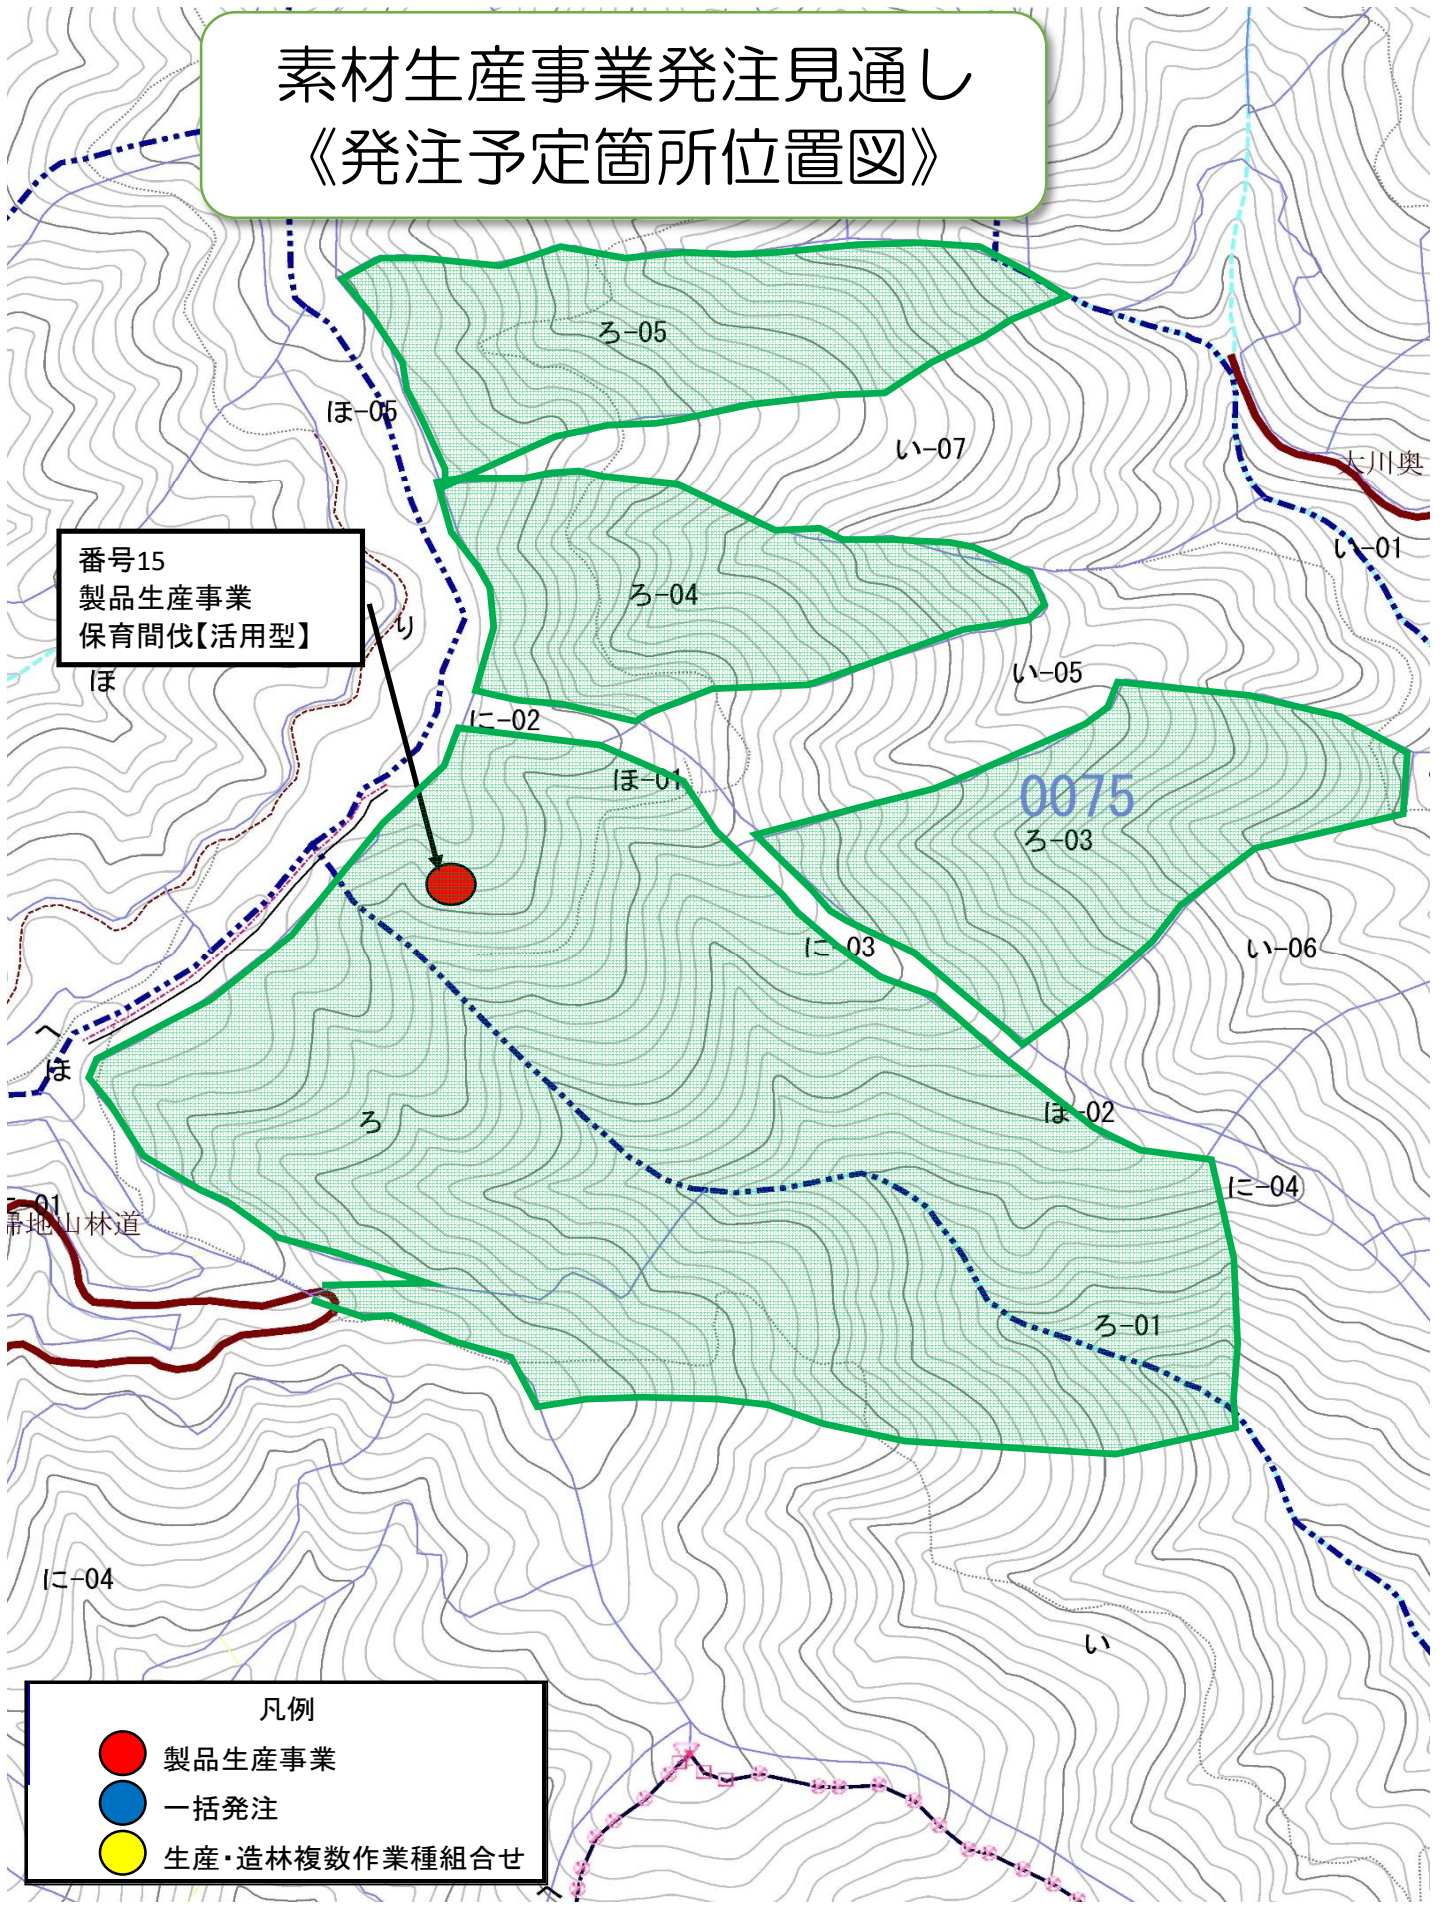 素材生産事業発注見通し
《発注予定箇所位置図》
ろ-05
ほ-05
い-07
大川奥
い-01
番号15
製品生産事業
保育間伐【活用型】
ろ-04
り
ほ
い-05
に-02
ほ-01
0075
ろ-03
に-03
い-06
へ
ほ
ろ
ほ-02
に-04
01
帚地山林道
ろ-01
に-04
い
凡例
製品生産事業
一括発注
生産・造林複数作業種組合せ
へ